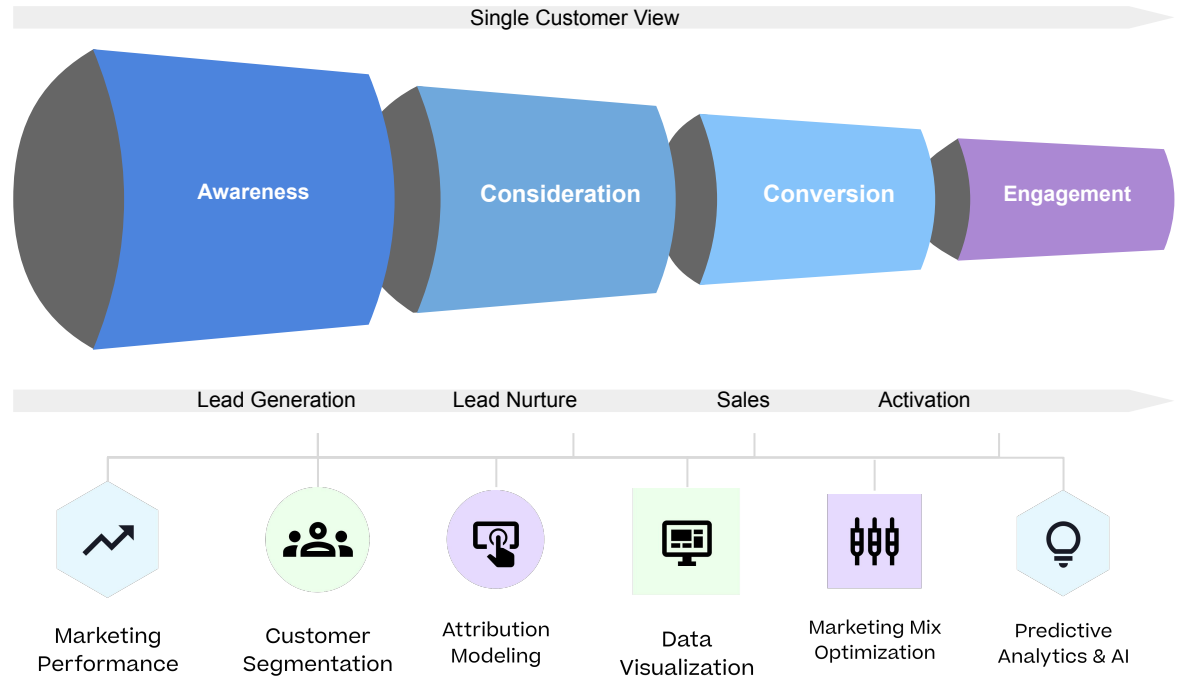 Single Customer View
Awareness
Consideration
Conversion
Engagement
Lead Generation
Lead Nurture
Sales
Activation
Marketing
Performance
Customer
Segmentation
Attribution
Modeling
Data
Visualization
Marketing Mix
Optimization
Predictive
Analytics & AI